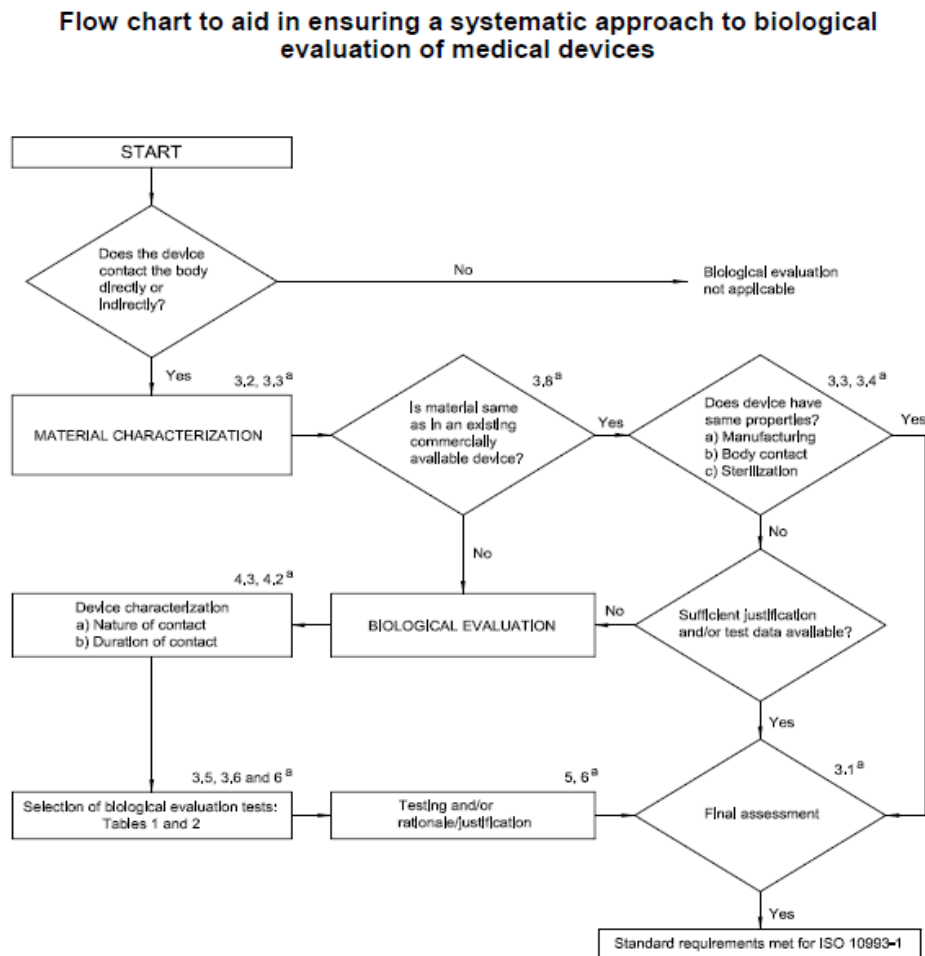 Flow chart to aid in ensuring a systematic approach to biological
evaluation of medical devices
START
Does the device
contact the body
directly or
indirectly?
No
Biological evaluation
not applicable
Yes
3,2, 3,3 a
MATERIAL CHARACTERIZATION
3,8 a
Is material same
as in an existing
commercially
available device?
Yes
3,3, 3,4 a
Does device have
same properties?
a) Manufacturing
b) Body contact
c) Sterilization
Yes
No
No
4,3, 4,2 a
Device characterization
a) Nature of contact
b) Duration of contact
BIOLOGICAL EVALUATION
No
Sufficient justification
and/or test data available?
Yes
3,5, 3,6 and 6 a
Selection of biological evaluation tests:
Tables 1 and 2
5, 6 a
Testing and/or
rationale/justification
3,1 a
Final assessment
Yes
Standard requirements met for ISO 10993-1